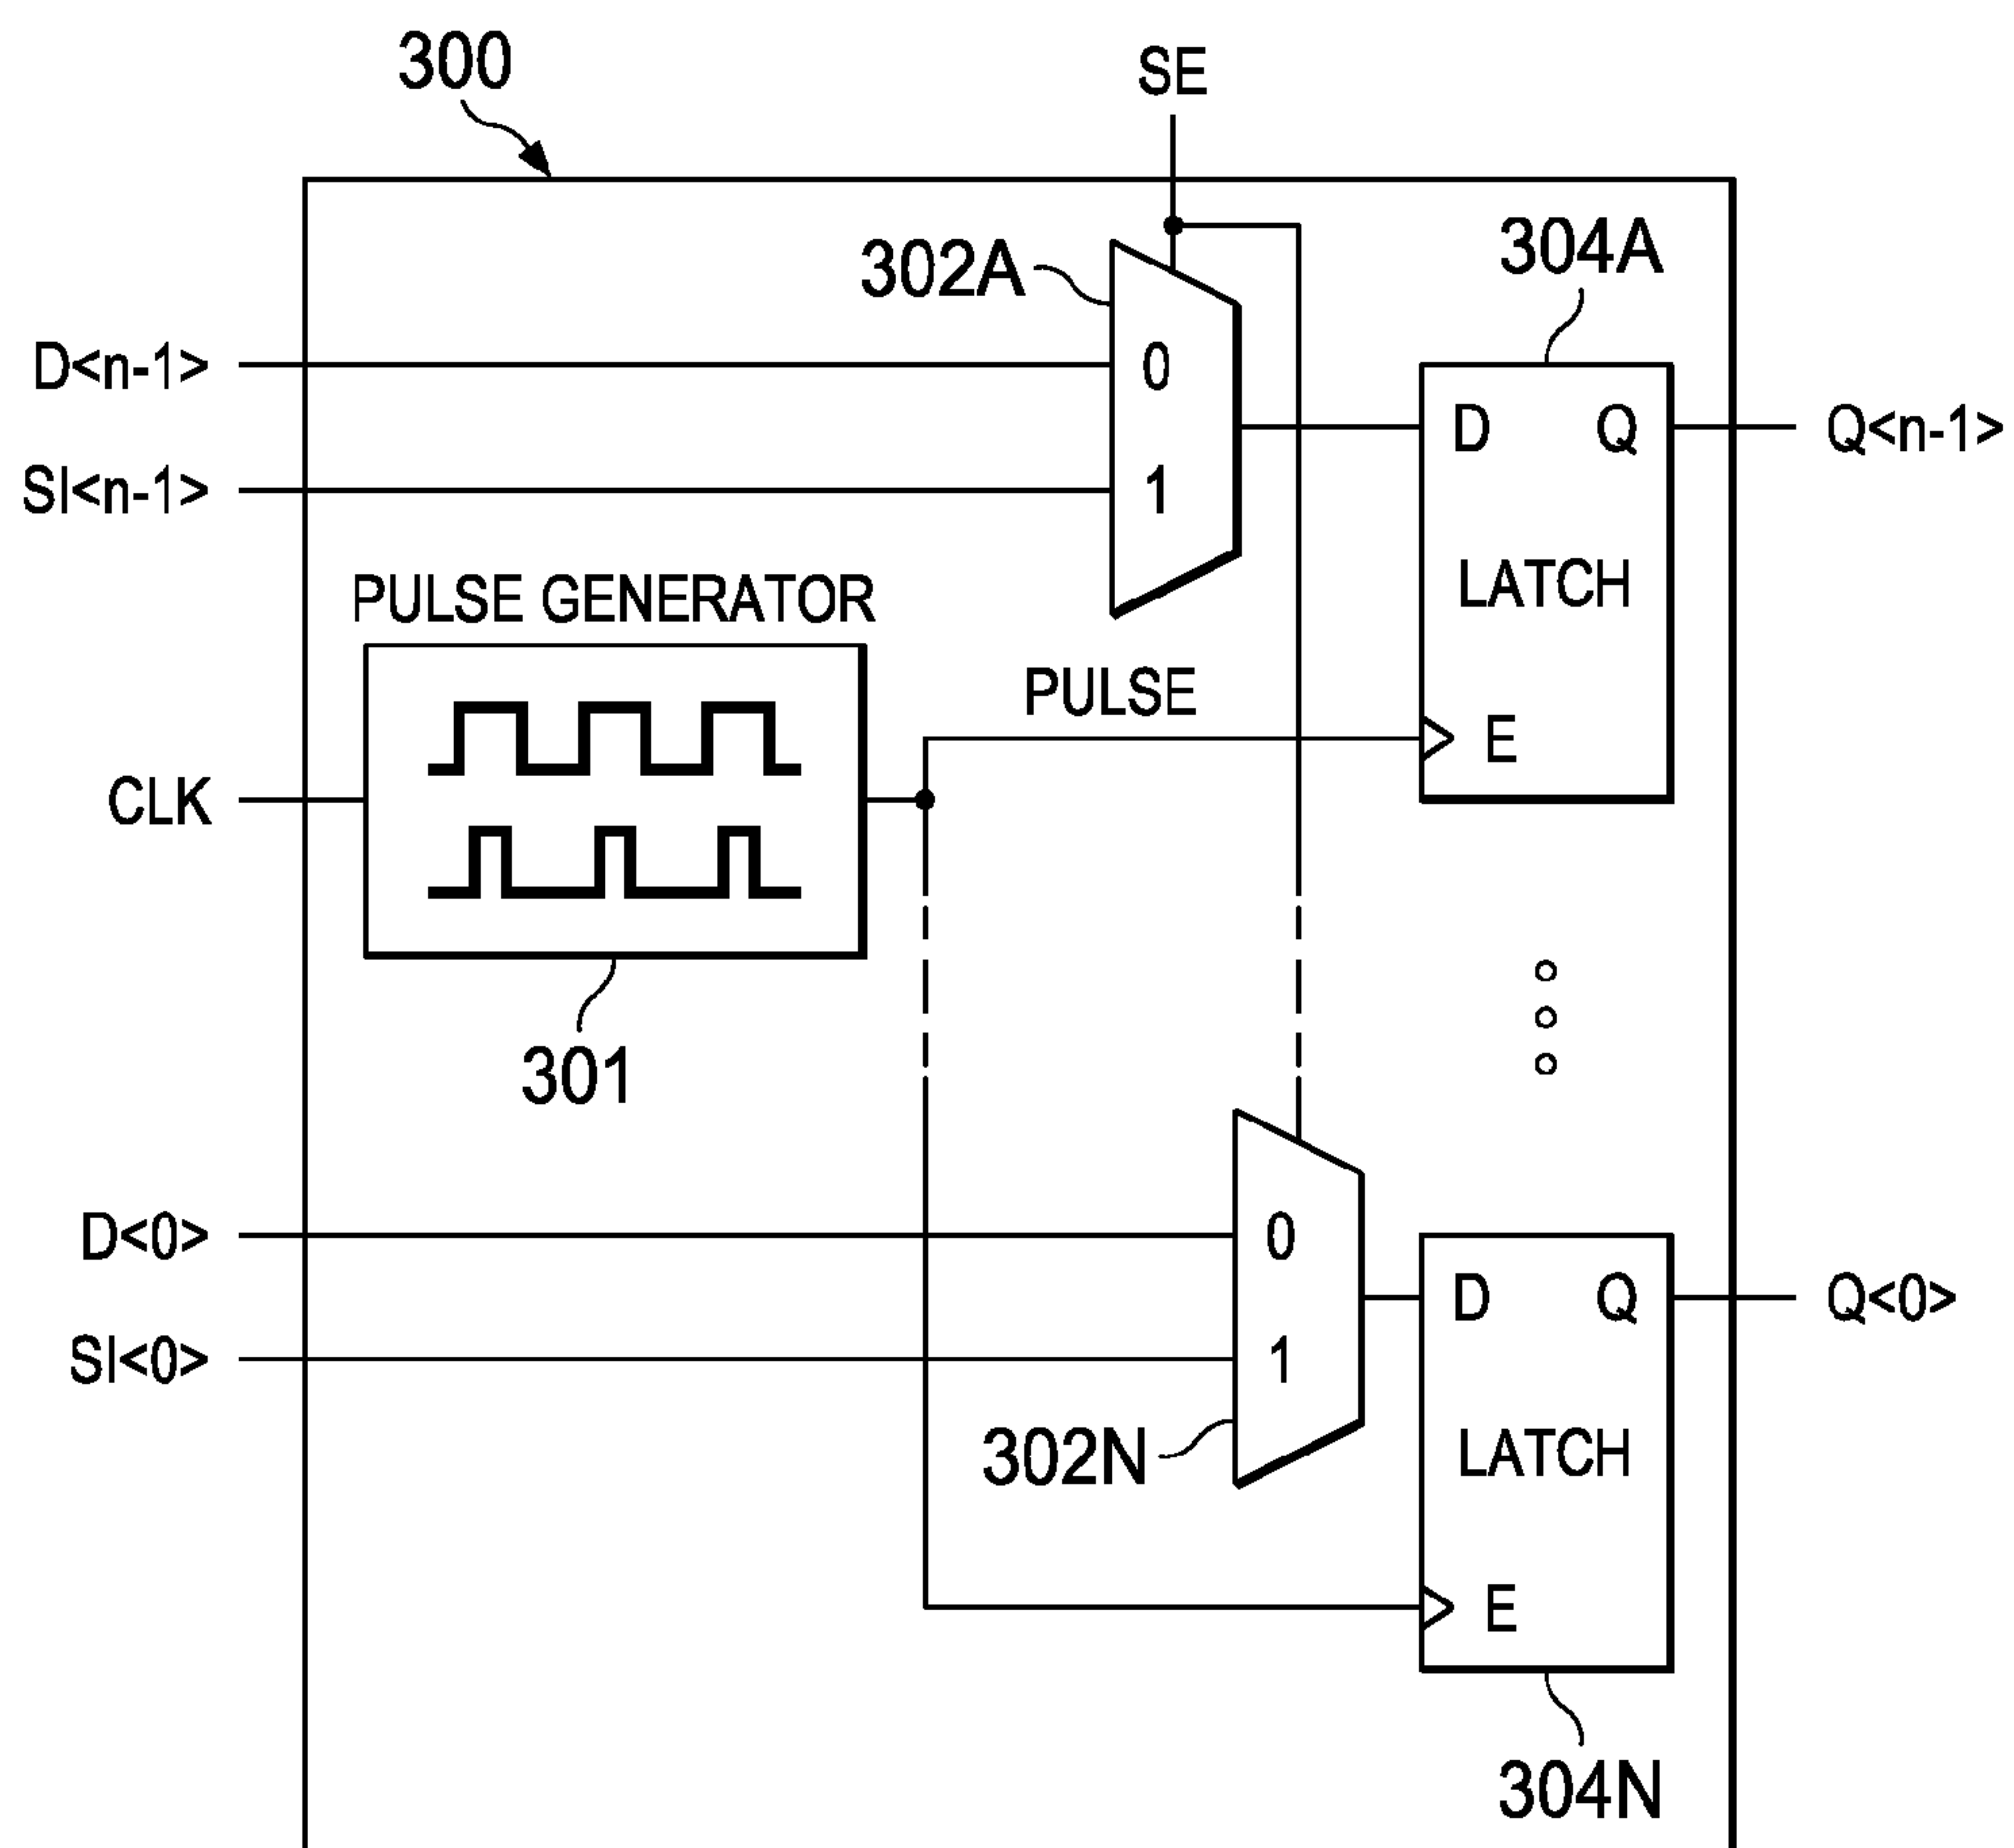 300
SE
302A
304A
D<n-1>
0
D Q
Q<n-1>
SI<n-1>
1
LATCH
PULSE GENERATOR
PULSE
E
CLK
301
D<0>
0
D Q
Q<0>
SI<0>
1
302N
LATCH
E
304N